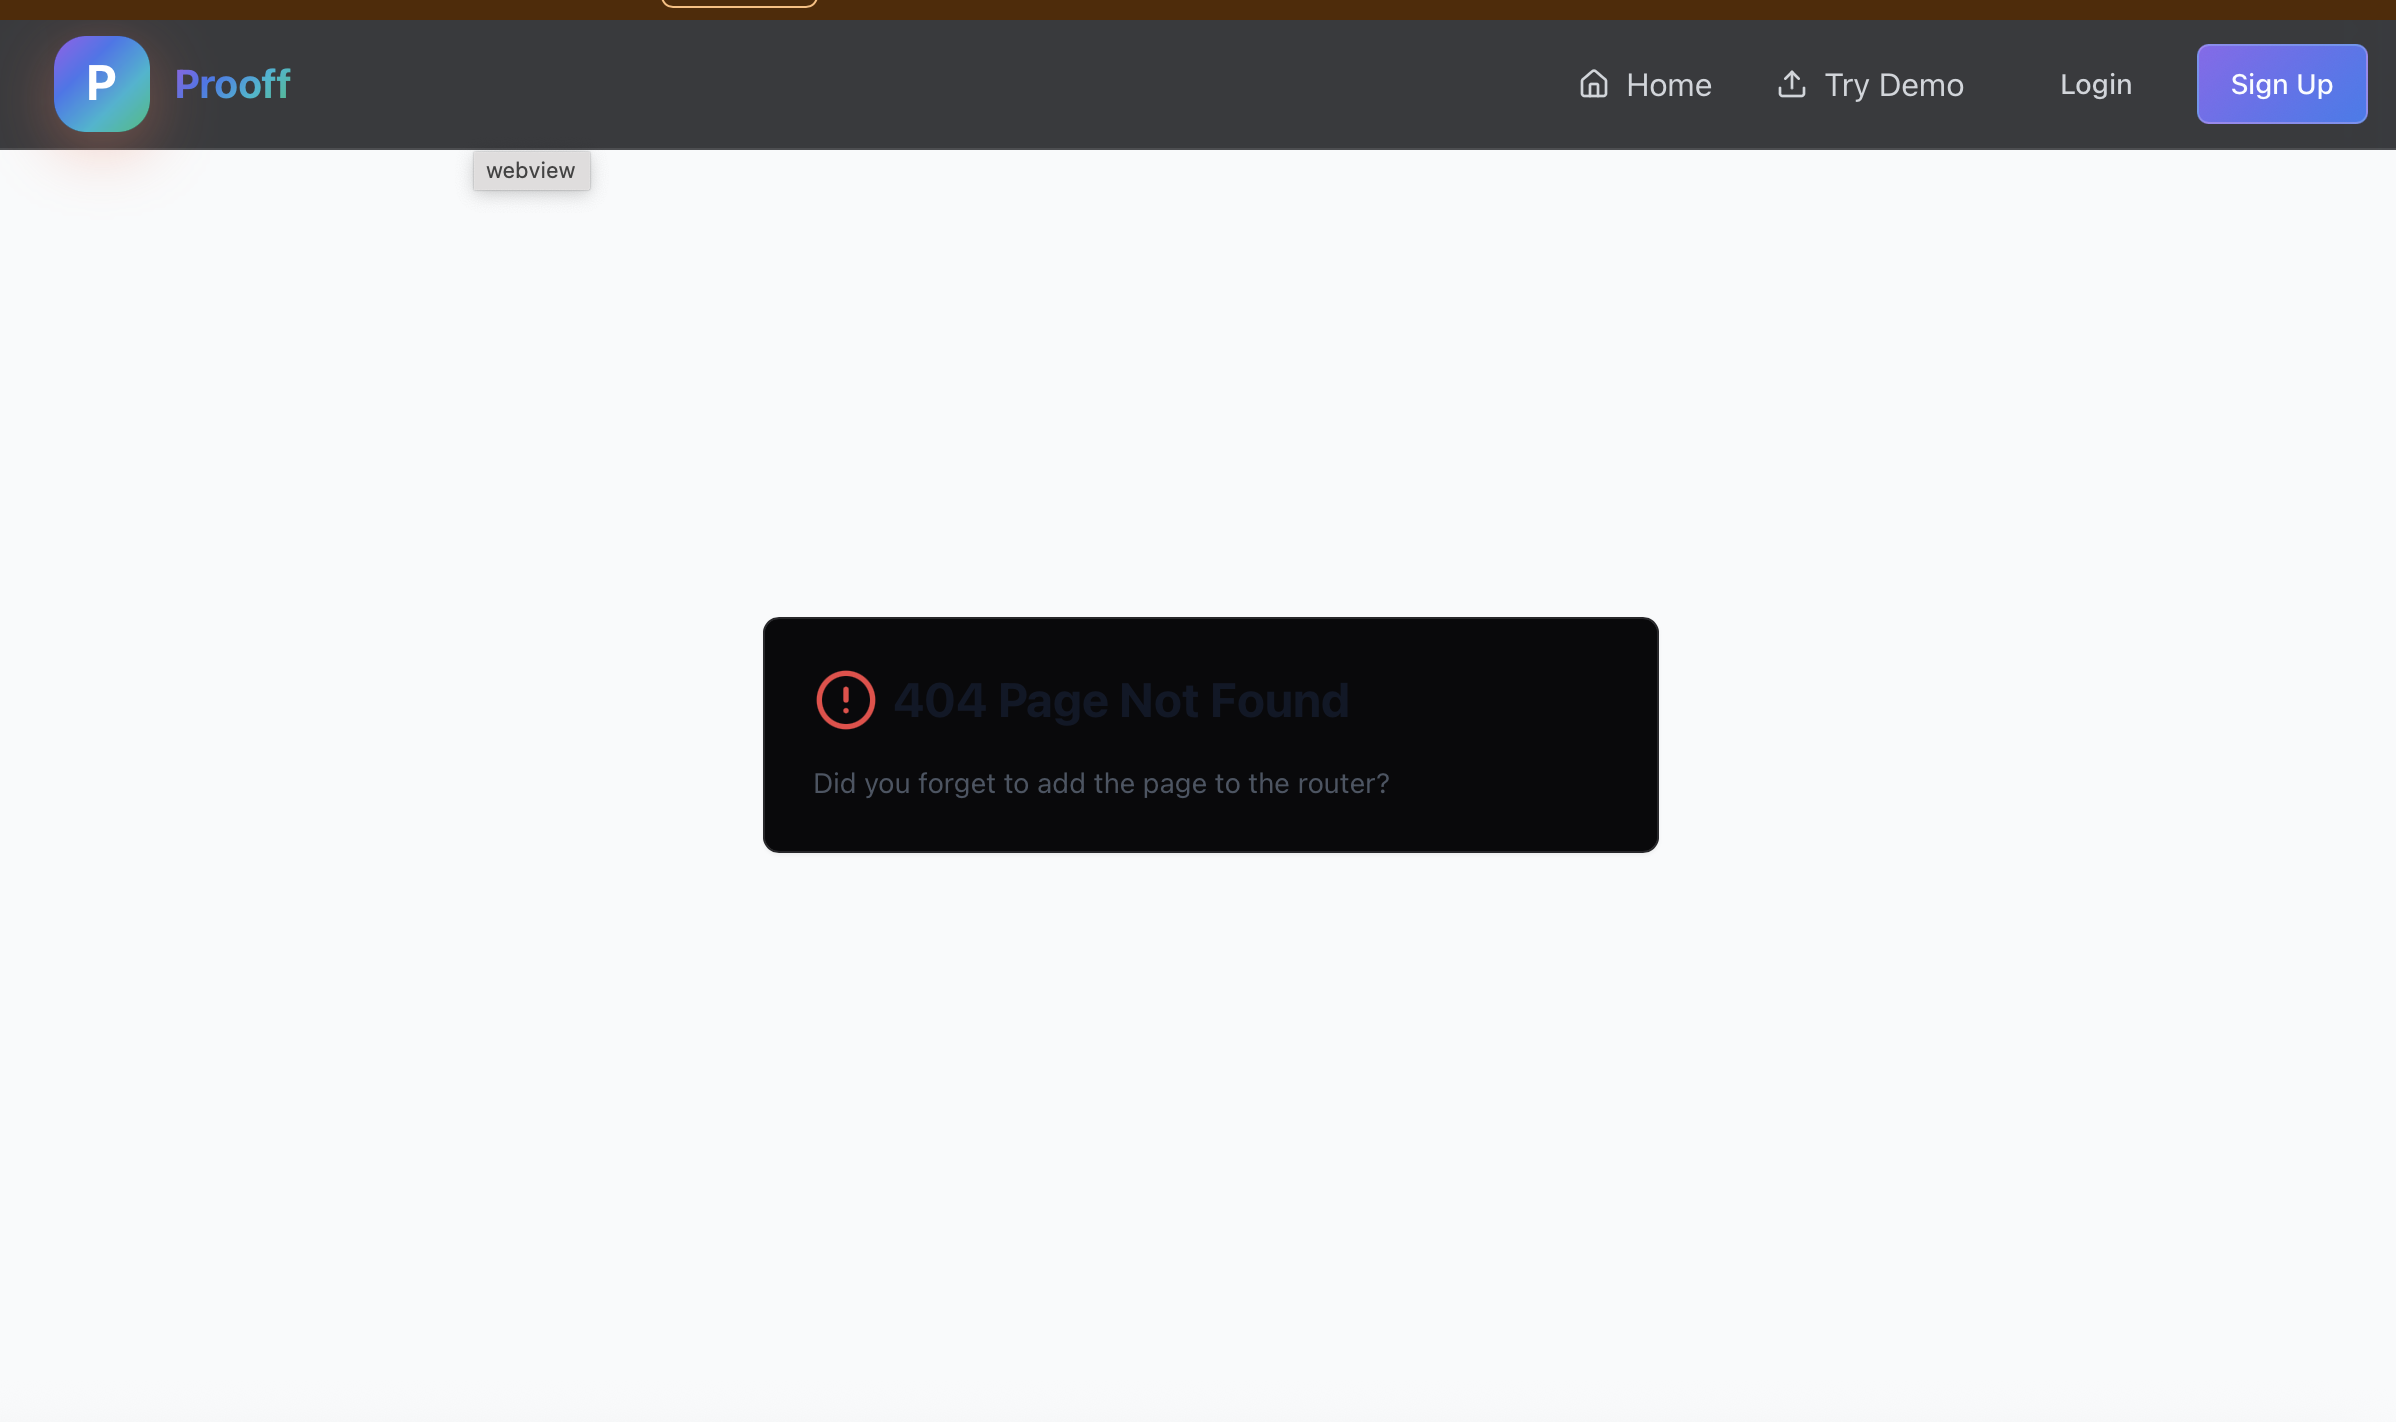 P Prooff Home Try Demo Login Sign Up
webview
404 Page Not Found
Did you forget to add the page to the router?